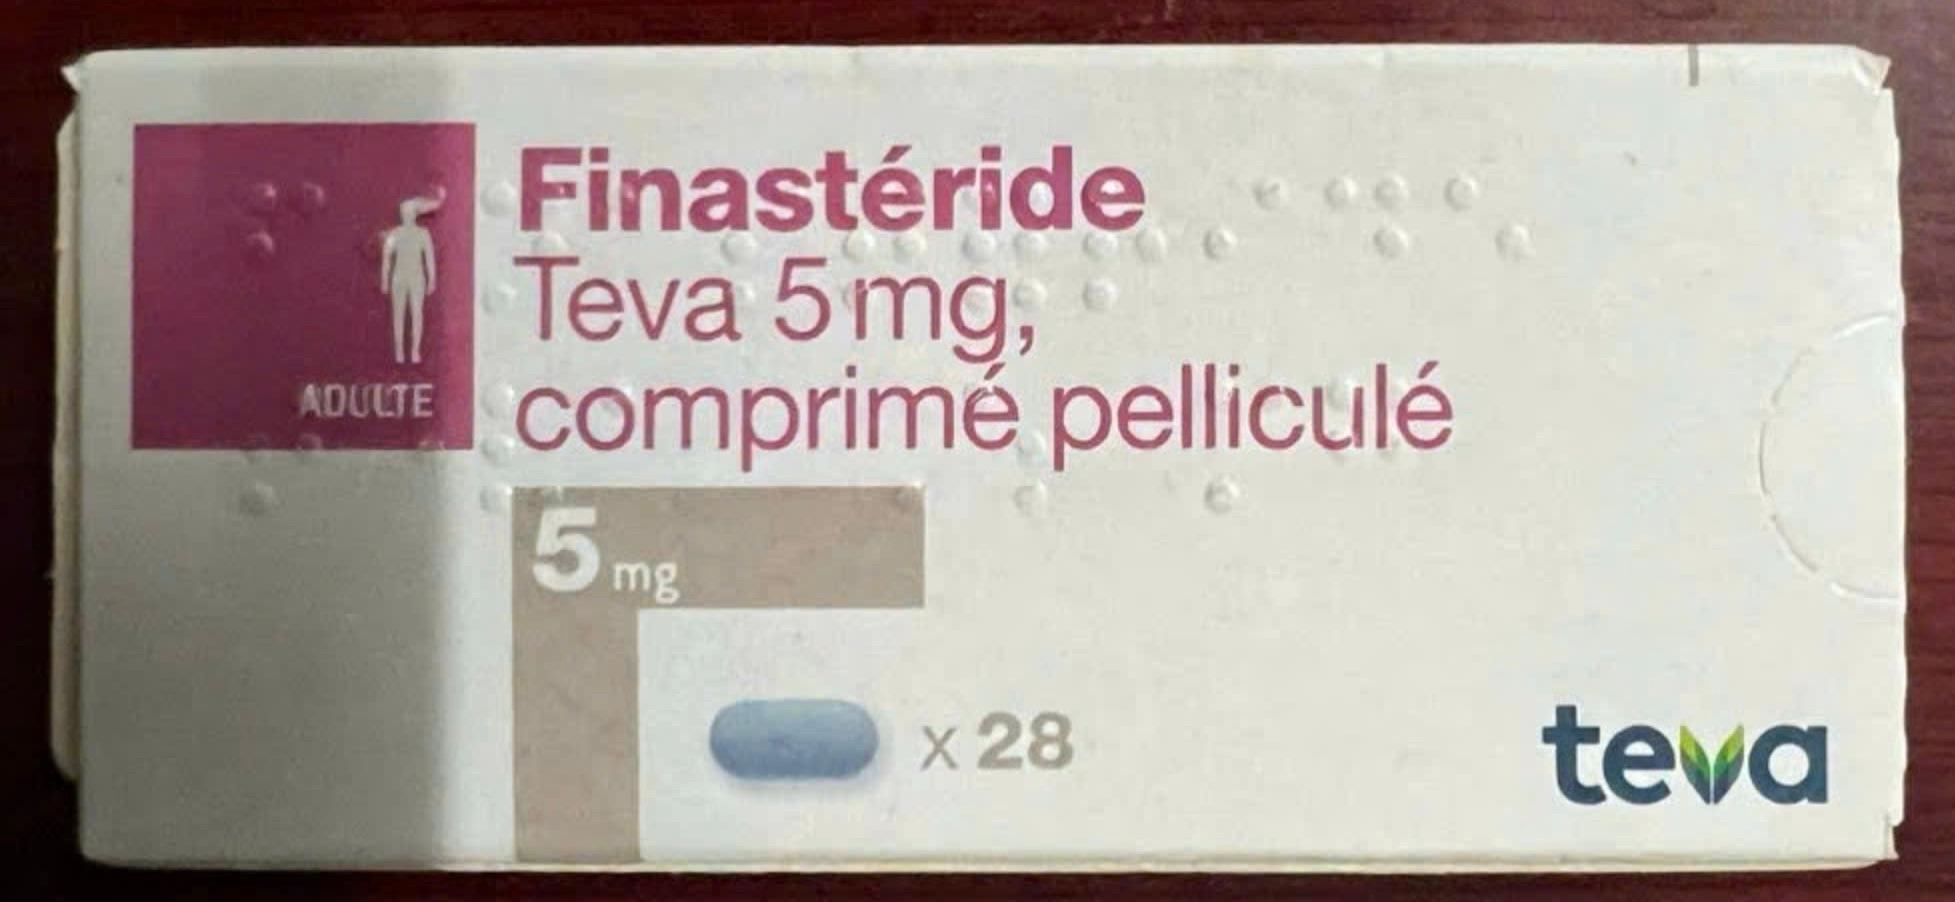 Finastéride
Teva 5 mg,
comprimé pelliculé
ADULTE
5 mg
x 28
teva